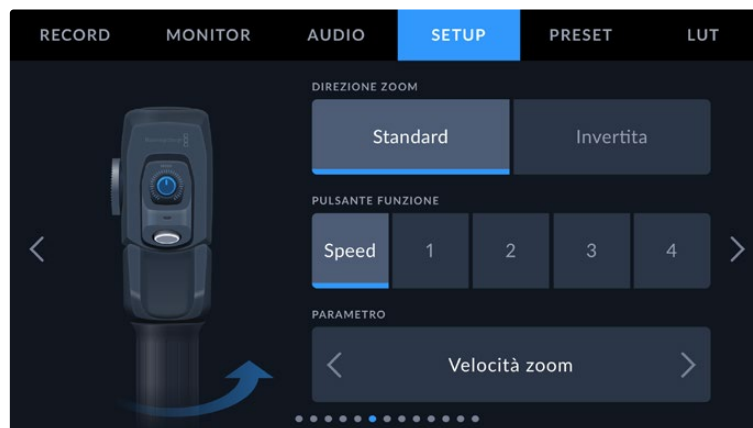 RECORD MONITOR AUDIO SETUP PRESET LUT
DIREZIONE ZOOM
Standard Invertita
PULSANTE FUNZIONE
Speed 1 2 3 4
PARAMETRO
Velocità zoom